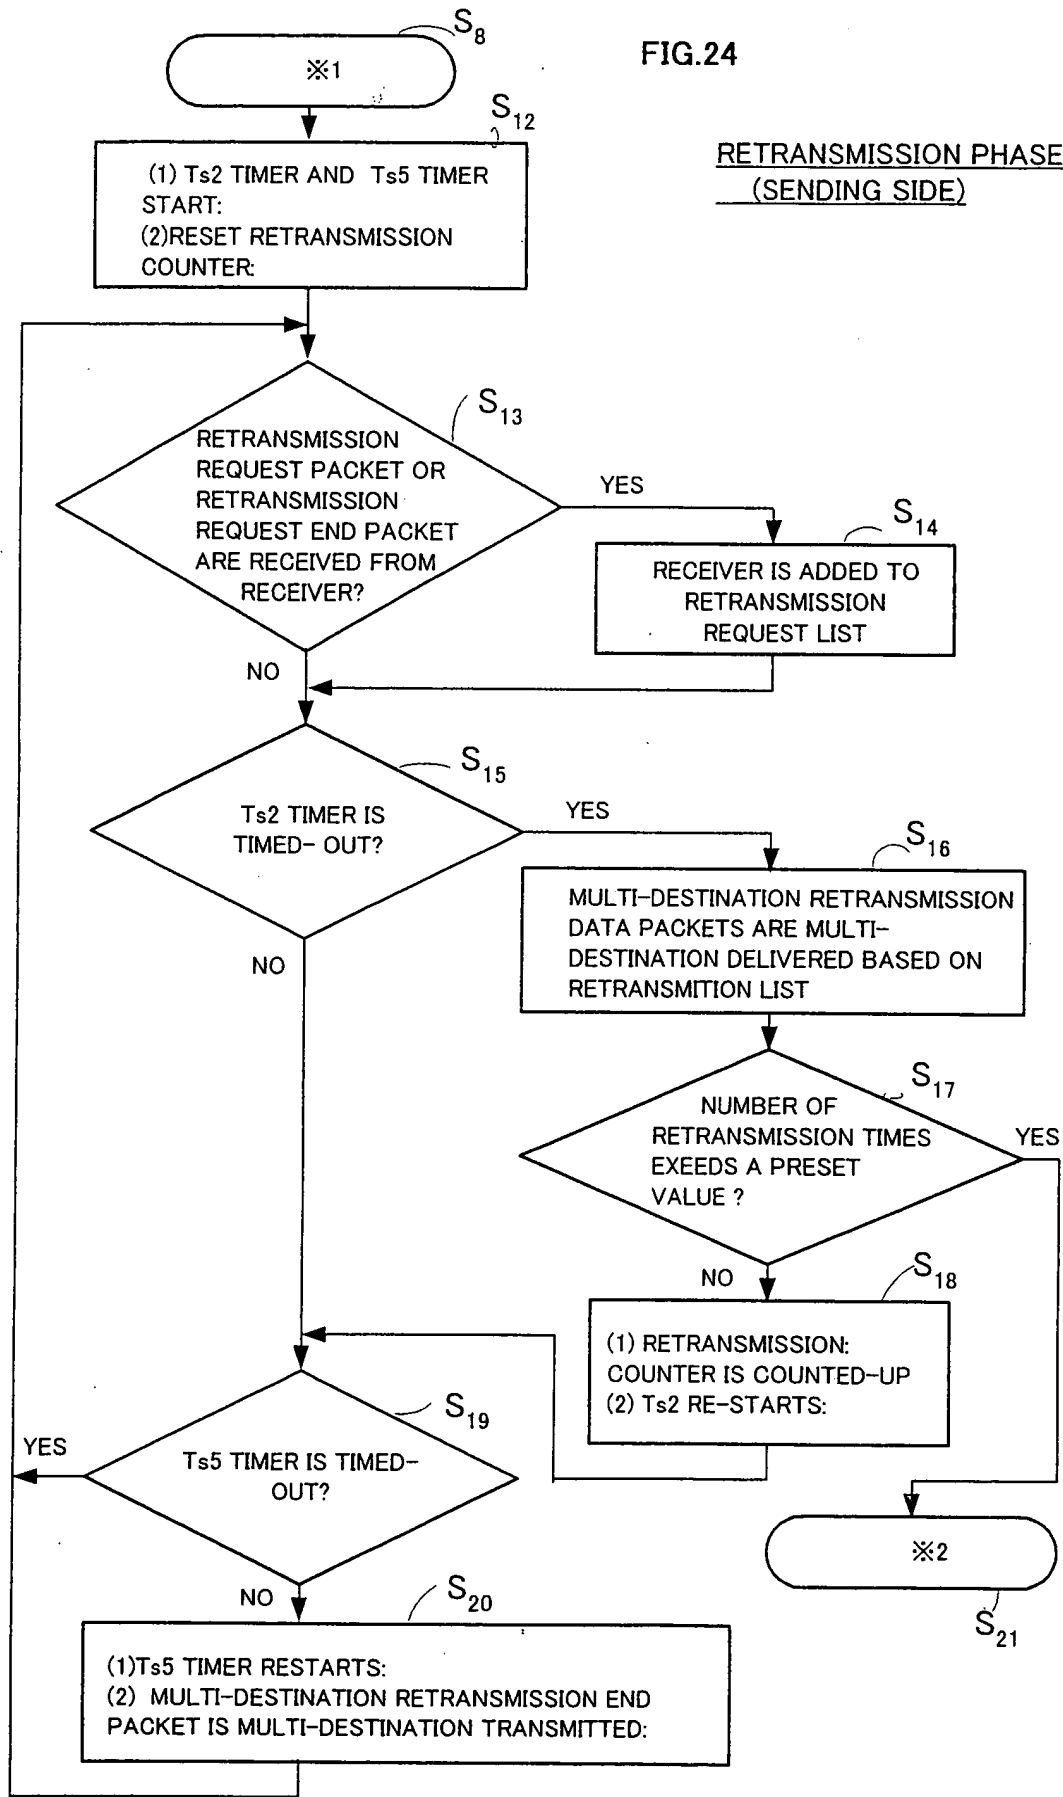 S8
※1
FIG.24
S12
RETRANSMISSION PHASE
(SENDING SIDE)
(1) Ts2 TIMER AND Ts5 TIMER
START:
(2)RESET RETRANSMISSION
COUNTER:
S13
RETRANSMISSION
REQUEST PACKET OR
RETRANSMISSION
REQUEST END PACKET
ARE RECEIVED FROM
RECEIVER?
YES
S14
RECEIVER IS ADDED TO
RETRANSMISSION
REQUEST LIST
NO
S15
Ts2 TIMER IS
TIMED- OUT?
YES
S16
MULTI-DESTINATION RETRANSMISSION
DATA PACKETS ARE MULTI-
DESTINATION DELIVERED BASED ON
RETRANSMITION LIST
NO
S17
NUMBER OF
RETRANSMISSION TIMES
EXEEDS A PRESET
VALUE ?
YES
NO
S18
(1) RETRANSMISSION:
COUNTER IS COUNTED-UP
(2) Ts2 RE-STARTS:
S19
YES
Ts5 TIMER IS TIMED-
OUT?
※2
S21
NO
S20
(1)Ts5 TIMER RESTARTS:
(2) MULTI-DESTINATION RETRANSMISSION END
PACKET IS MULTI-DESTINATION TRANSMITTED: